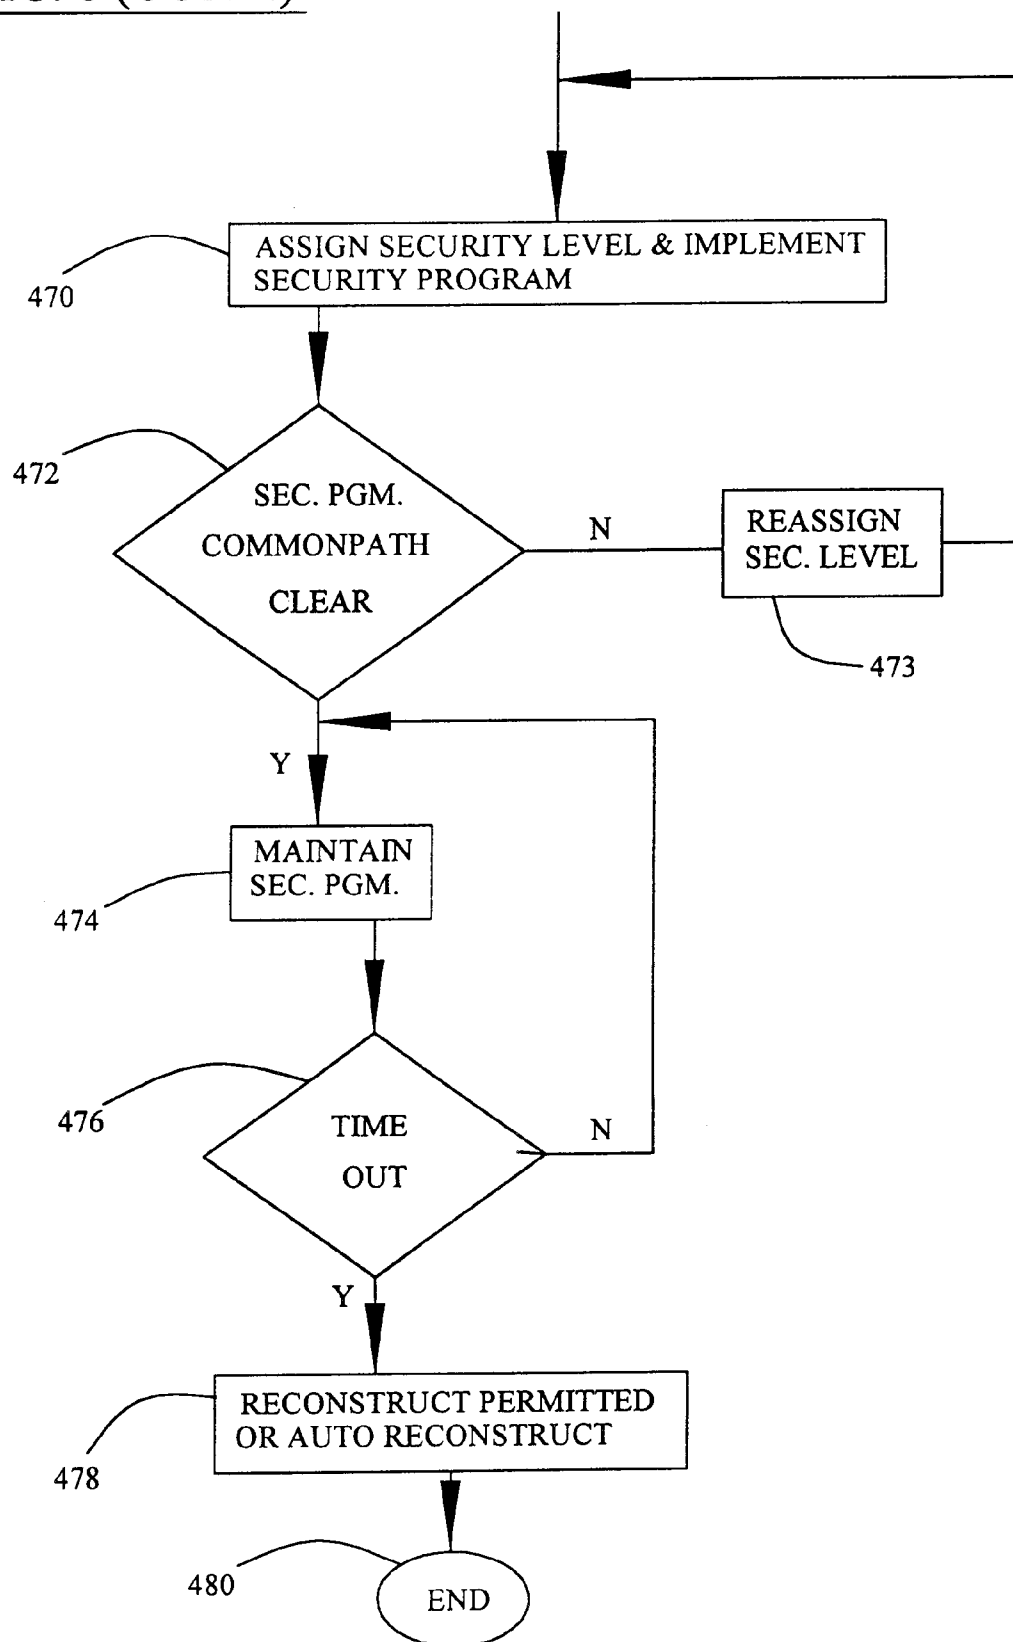 ASSIGN SECURITY LEVEL & IMPLEMENT
SECURITY PROGRAM
470
472
SEC. PGM.
COMMONPATH
CLEAR
N
REASSIGN
SEC. LEVEL
473
Y
MAINTAIN
SEC. PGM.
474
476
TIME
OUT
N
Y
RECONSTRUCT PERMITTED
OR AUTO RECONSTRUCT
478
480
END